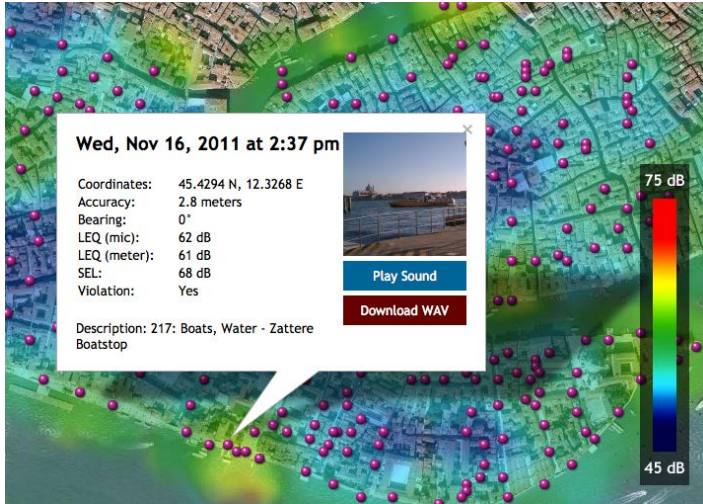 Wed, Nov 16, 2011 at 2:37 pm
×
Coordinates: 45.4294 N, 12.3268 E
Accuracy: 2.8 meters
Bearing: 0°
LEQ (mic): 62 dB
LEQ (meter): 61 dB
SEL: 68 dB
Violation: Yes
Description: 217: Boats, Water - Zattere
Boatstop
Play Sound
Download WAV
75 dB
45 dB